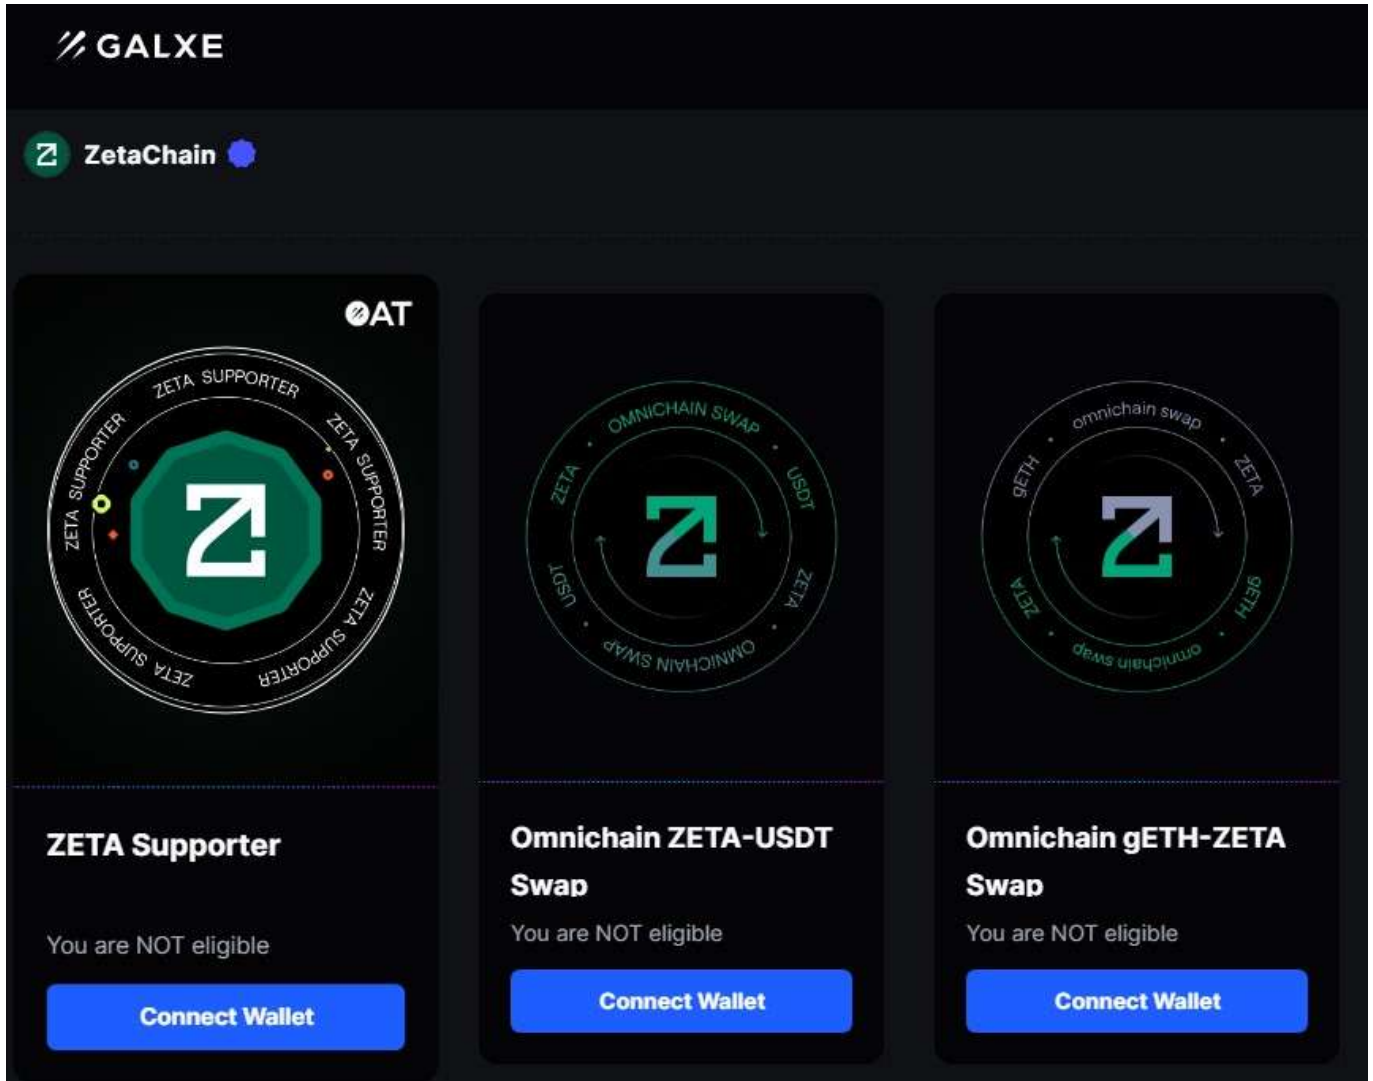 GALXE
ZetaChain
OAT
ZETA SUPPORTER
ZETA SUPPORTER
ZETA SUPPORTER
ZETA SUPPORTER
ZETA SUPPORTER
ZETA SUPPORTER
ZETA Supporter
You are NOT eligible
Connect Wallet
OMNICHAIN SWAP
USDT
ZETA
OMNICHAIN SWAP
USDT
ZETA
Omnichain ZETA-USDT
Swap
You are NOT eligible
Connect Wallet
omnichain swap
ZETA
gETH
omnichain swap
ZETA
gETH
Omnichain gETH-ZETA
Swap
You are NOT eligible
Connect Wallet